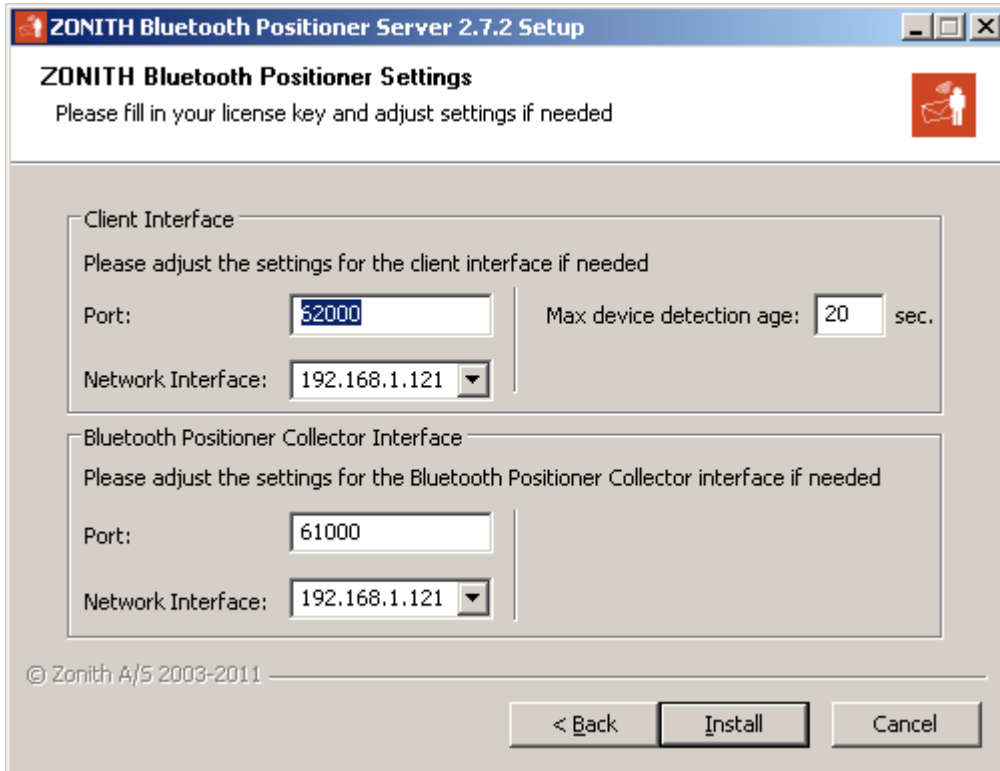 ZONITH Bluetooth Positioner Server 2.7.2 Setup
ZONITH Bluetooth Positioner Settings
Please fill in your license key and adjust settings if needed
Client Interface
Please adjust the settings for the client interface if needed
Port: 62000 Max device detection age: 20 sec.
Network Interface: 192.168.1.121
Bluetooth Positioner Collector Interface
Please adjust the settings for the Bluetooth Positioner Collector interface if needed
Port: 61000
Network Interface: 192.168.1.121
© Zonith A/S 2003-2011
< Back Install Cancel